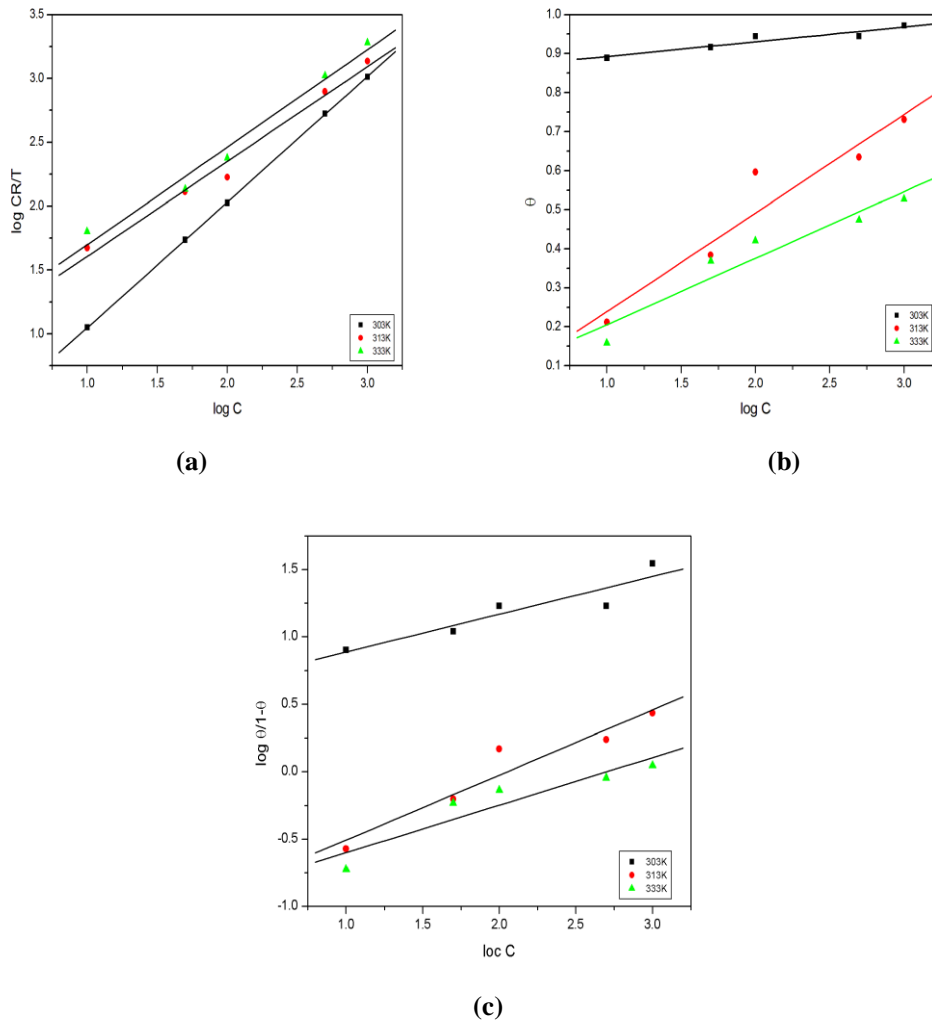 3.5
3.0
2.5
2.0
1.5
1.0
log CR/T
1.0 1.5 2.0 2.5 3.0
log C
303K
313K
333K
(a)
1.0
0.9
0.8
0.7
0.6
0.5
0.4
0.3
0.2
0.1
θ
1.0 1.5 2.0 2.5 3.0
log C
303K
313K
333K
(b)
1.5
1.0
0.5
0.0
-0.5
-1.0
log θ/1-θ
1.0 1.5 2.0 2.5 3.0
loc C
303K
313K
333K
(c)